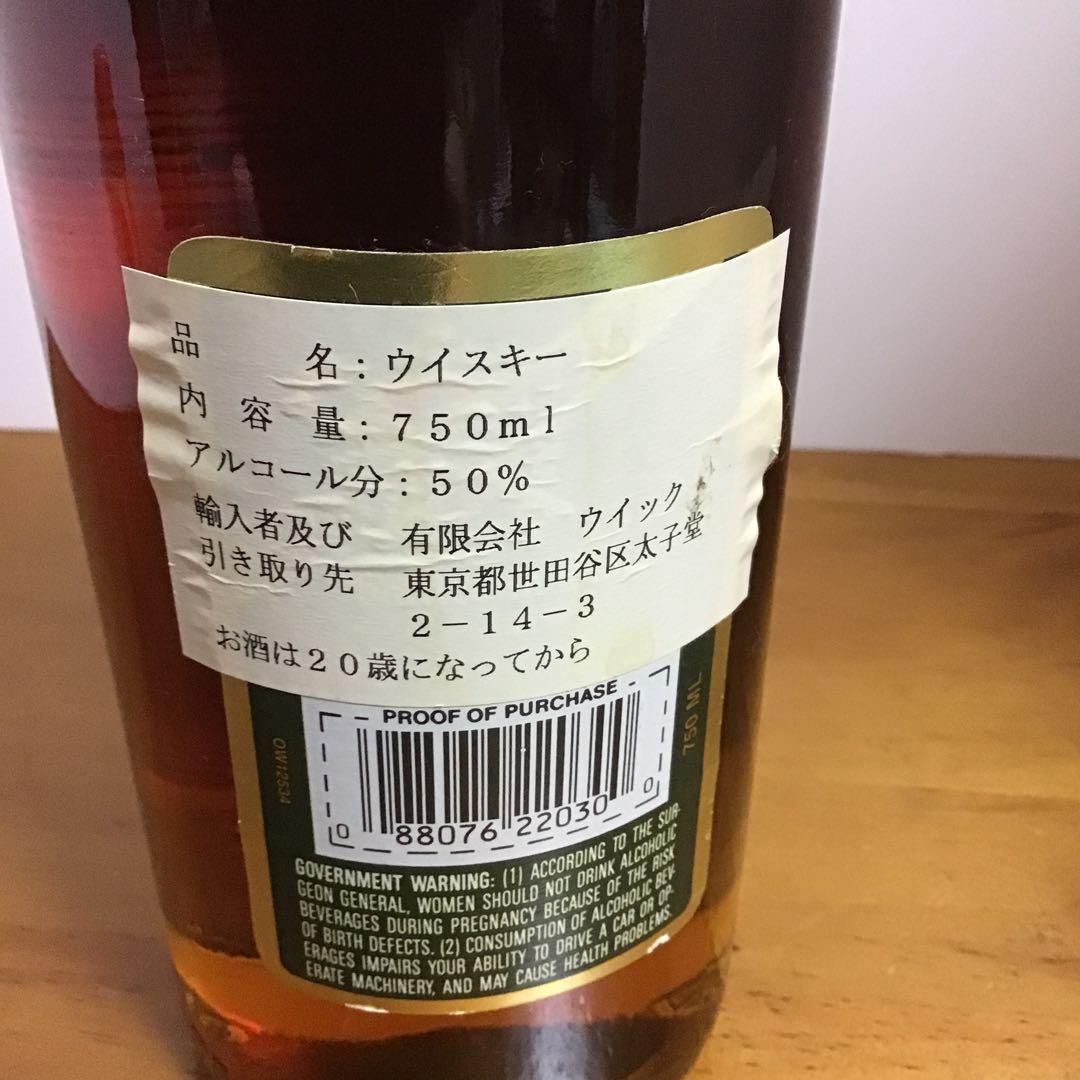 品 名：ウイスキー
内 容 量：７５０ｍｌ
アルコール分：５０％
輸入者及び 有限会社 ウイック
引き取り先 東京都世田谷区太子堂
２－１４－３
お酒は２０歳になってから
PROOF OF PURCHASE
0 88076 22030 0
OW12534
750 ML
GOVERNMENT WARNING: (1) ACCORDING TO THE SUR-
GEON GENERAL, WOMEN SHOULD NOT DRINK ALCOHOLIC
BEVERAGES DURING PREGNANCY BECAUSE OF THE RISK
OF BIRTH DEFECTS. (2) CONSUMPTION OF ALCOHOLIC BEV-
ERAGES IMPAIRS YOUR ABILITY TO DRIVE A CAR OR OP-
ERATE MACHINERY, AND MAY CAUSE HEALTH PROBLEMS.